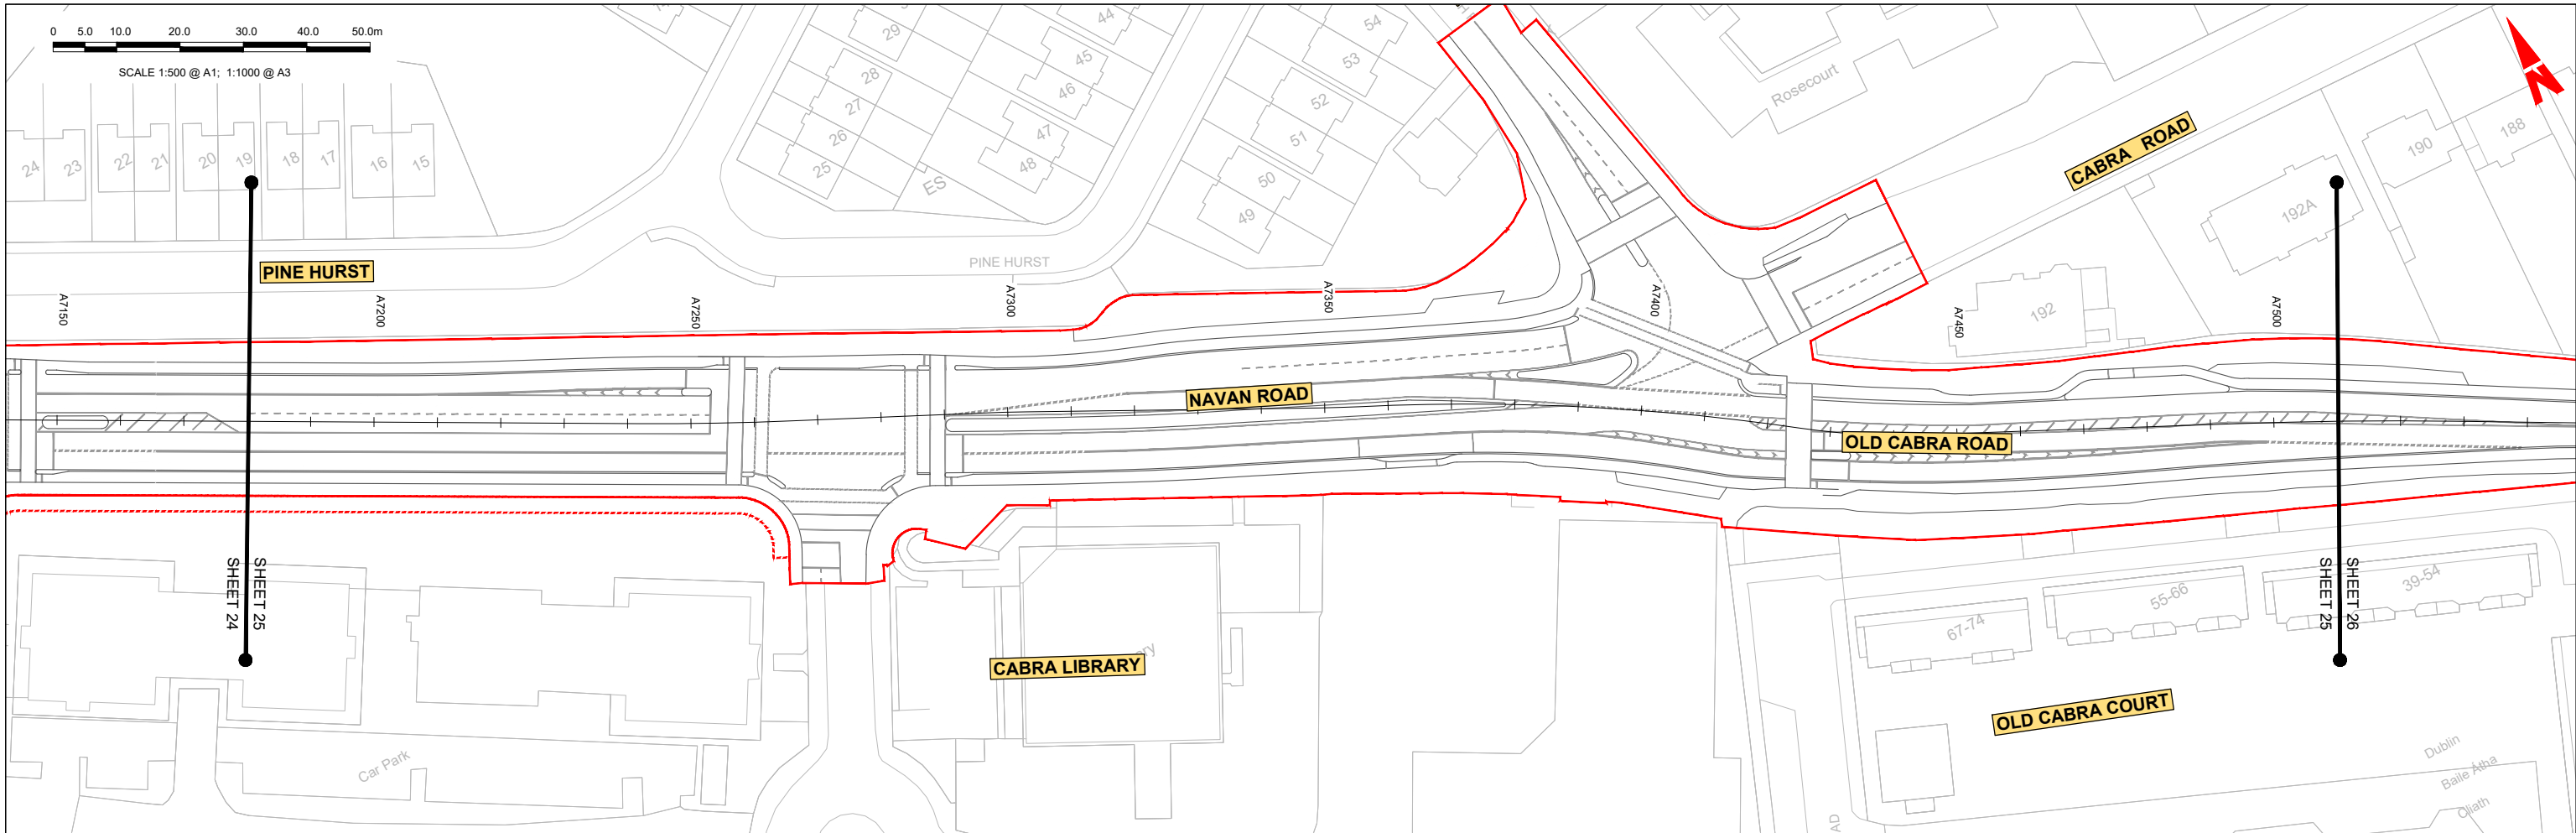 0 5.0 10.0 20.0 30.0 40.0 50.0m
SCALE 1:500 @ A1; 1:1000 @ A3
N
24
23
22
21
20
19
18
17
16
15
29
28
27
26
25
ES
44
45
46
47
48
54
53
52
51
50
49
Rosecourt
CABRA ROAD
190
188
192A
192
PINE HURST
PINE HURST
A7150
A7200
A7250
A7300
A7350
A7400
A7450
A7500
NAVAN ROAD
OLD CABRA ROAD
SHEET 25
SHEET 24
SHEET 26
SHEET 25
CABRA LIBRARY
67-74
55-66
39-54
OLD CABRA COURT
Car Park
Dublin
Baile Átha
Cliath